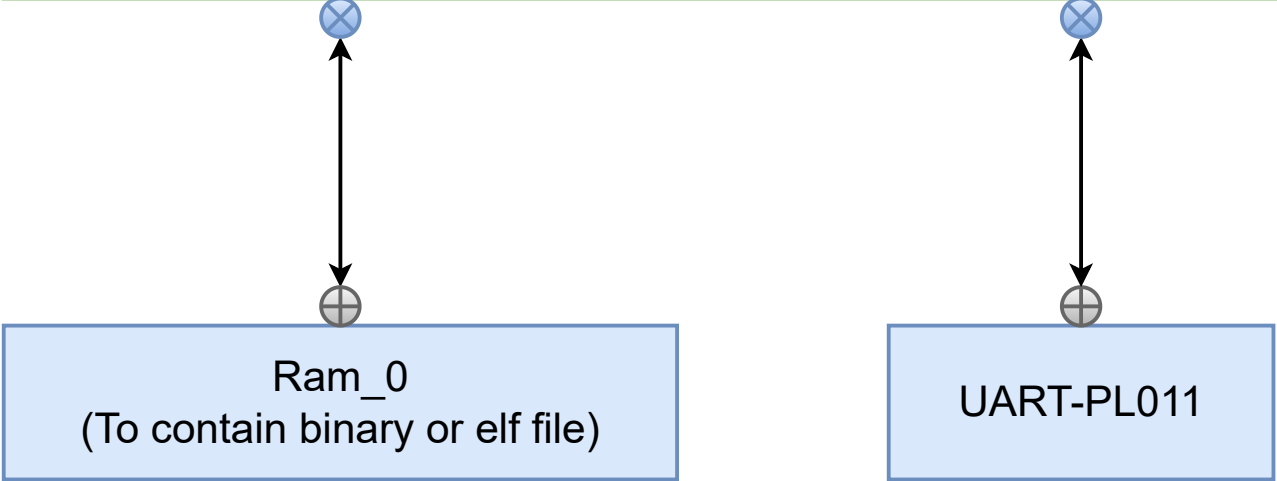 Ram_0
(To contain binary or elf file)
UART-PL011